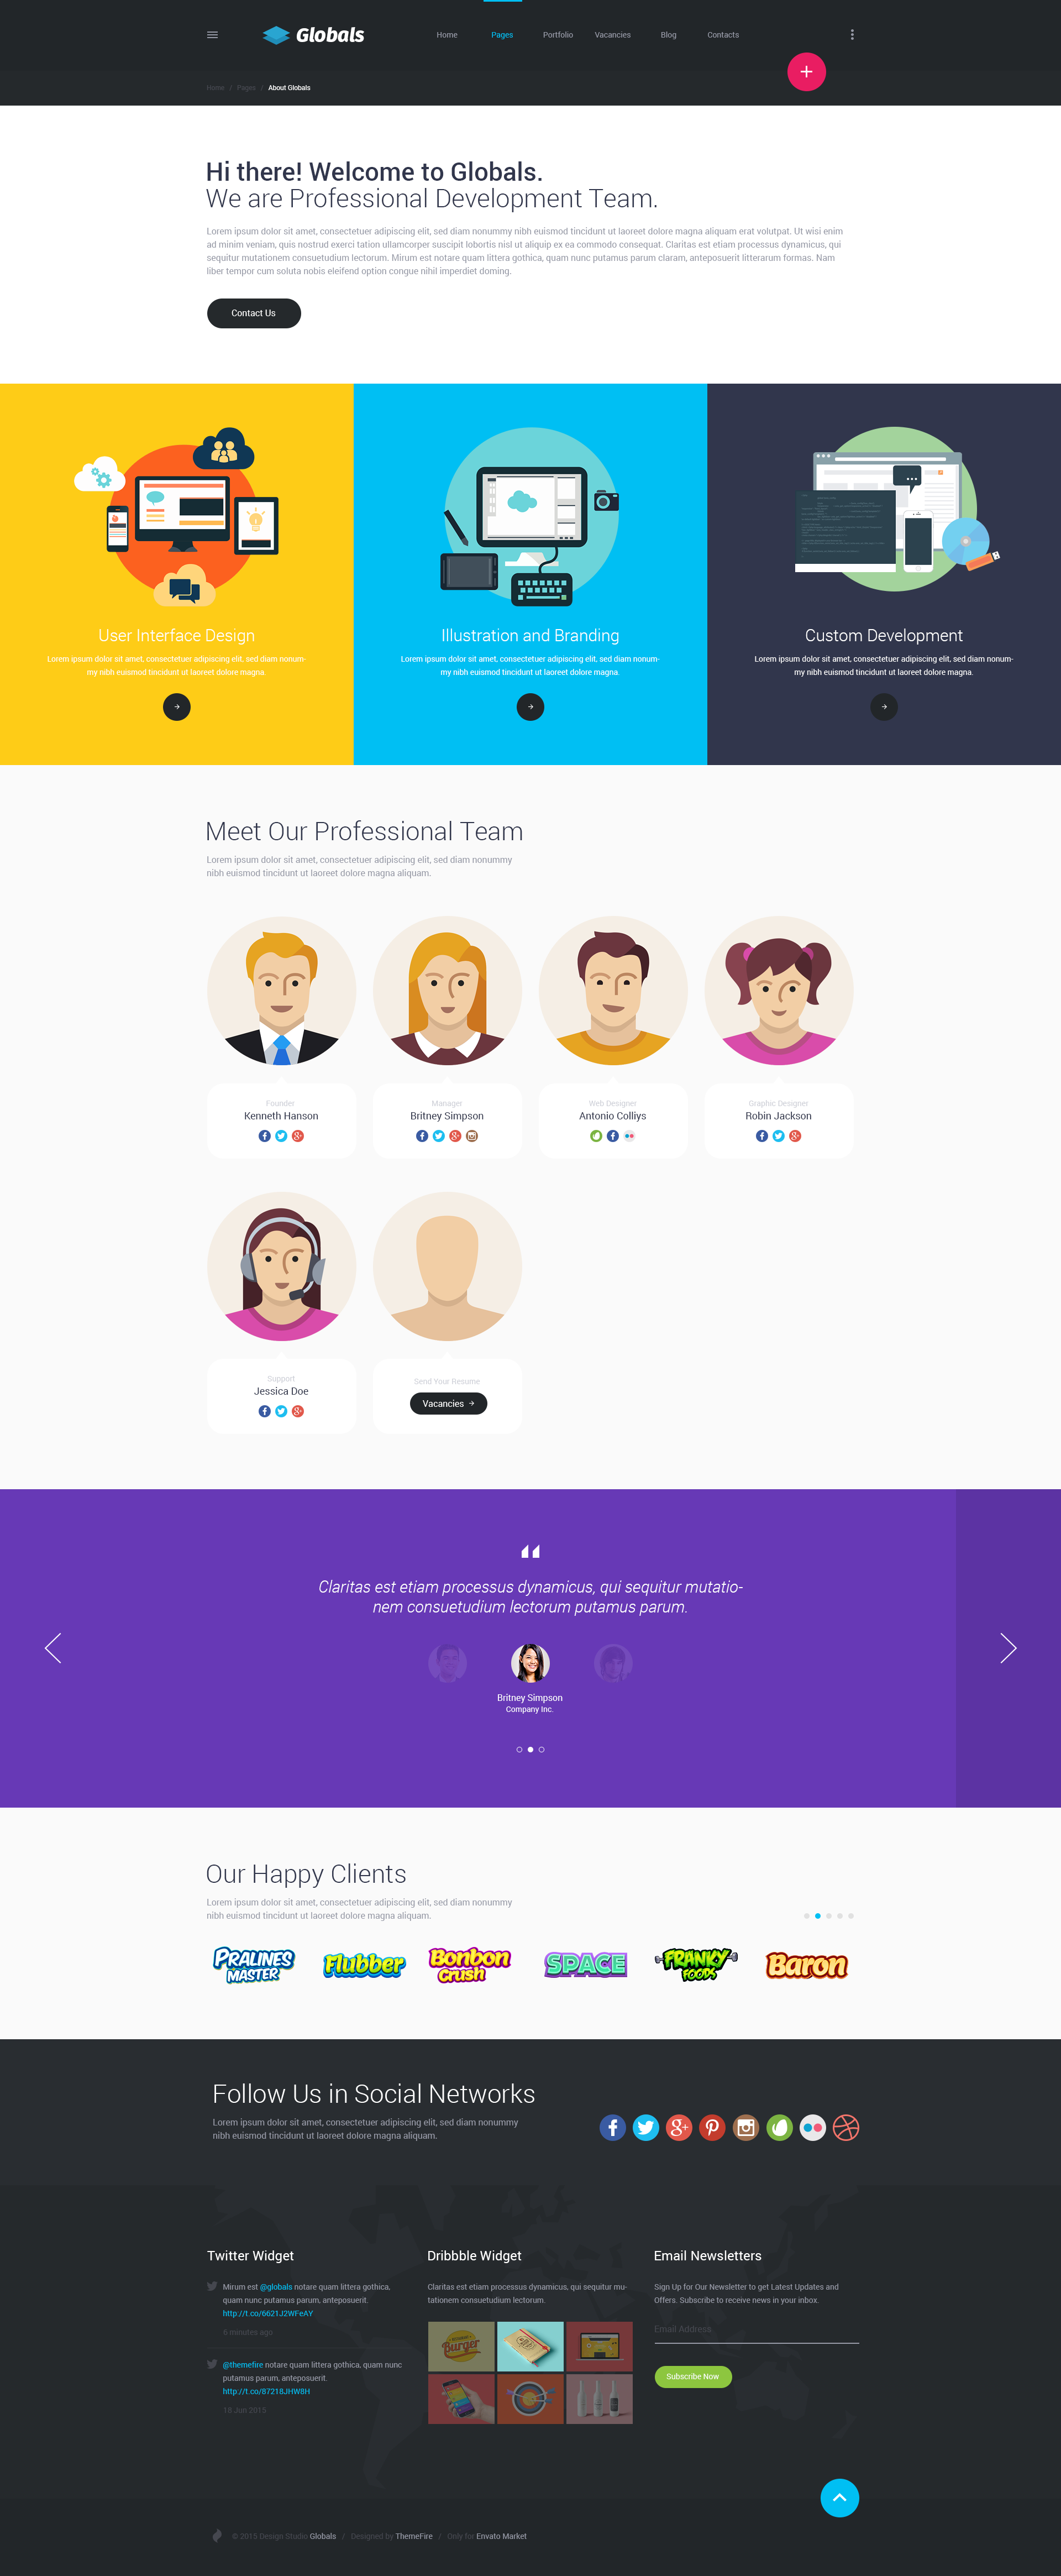 Globals
Home
Pages
Portfolio
Vacancies
Blog
Contacts
Home / Pages / About Globals
Hi there! Welcome to Globals.
We are Professional Development Team.
Lorem ipsum dolor sit amet, consectetuer adipiscing elit, sed diam nonummy nibh euismod tincidunt ut laoreet dolore magna aliquam erat volutpat. Ut wisi enim
ad minim veniam, quis nostrud exerci tation ullamcorper suscipit lobortis nisl ut aliquip ex ea commodo consequat. Claritas est etiam processus dynamicus, qui
sequitur mutationem consuetudium lectorum. Mirum est notare quam littera gothica, quam nunc putamus parum claram, anteposuerit litterarum formas. Nam
liber tempor cum soluta nobis eleifend option congue nihil imperdiet doming.
Contact Us
User Interface Design
Lorem ipsum dolor sit amet, consectetuer adipiscing elit, sed diam nonum-
my nibh euismod tincidunt ut laoreet dolore magna.
Illustration and Branding
Lorem ipsum dolor sit amet, consectetuer adipiscing elit, sed diam nonum-
my nibh euismod tincidunt ut laoreet dolore magna.
Custom Development
Lorem ipsum dolor sit amet, consectetuer adipiscing elit, sed diam nonum-
my nibh euismod tincidunt ut laoreet dolore magna.
Meet Our Professional Team
Lorem ipsum dolor sit amet, consectetuer adipiscing elit, sed diam nonummy
nibh euismod tincidunt ut laoreet dolore magna aliquam.
Founder
Kenneth Hanson
Manager
Britney Simpson
Web Designer
Antonio Colliys
Graphic Designer
Robin Jackson
Support
Jessica Doe
Send Your Resume
Vacancies
Claritas est etiam processus dynamicus, qui sequitur mutatio-
nem consuetudium lectorum putamus parum.
Britney Simpson
Company Inc.
Our Happy Clients
Lorem ipsum dolor sit amet, consectetuer adipiscing elit, sed diam nonummy
nibh euismod tincidunt ut laoreet dolore magna aliquam.
PRALINES
MASTER
Flubber
Bonbon
Crush
SPACE
FRANKY
FOODS
Baron
Follow Us in Social Networks
Lorem ipsum dolor sit amet, consectetuer adipiscing elit, sed diam nonummy
nibh euismod tincidunt ut laoreet dolore magna aliquam.
Twitter Widget
Mirum est @globals notare quam littera gothica,
quam nunc putamus parum, anteposuerit.
http://t.co/6621J2WFeAY
6 minutes ago
@themefire notare quam littera gothica, quam nunc
putamus parum, anteposuerit.
http://t.co/87218JHW8H
18 Jun 2015
Dribbble Widget
Claritas est etiam processus dynamicus, qui sequitur mu-
tationem consuetudium lectorum.
Burger
Email Newsletters
Sign Up for Our Newsletter to get Latest Updates and
Offers. Subscribe to receive news in your inbox.
Email Address
Subscribe Now
© 2015 Design Studio Globals / Designed by ThemeFire / Only for Envato Market